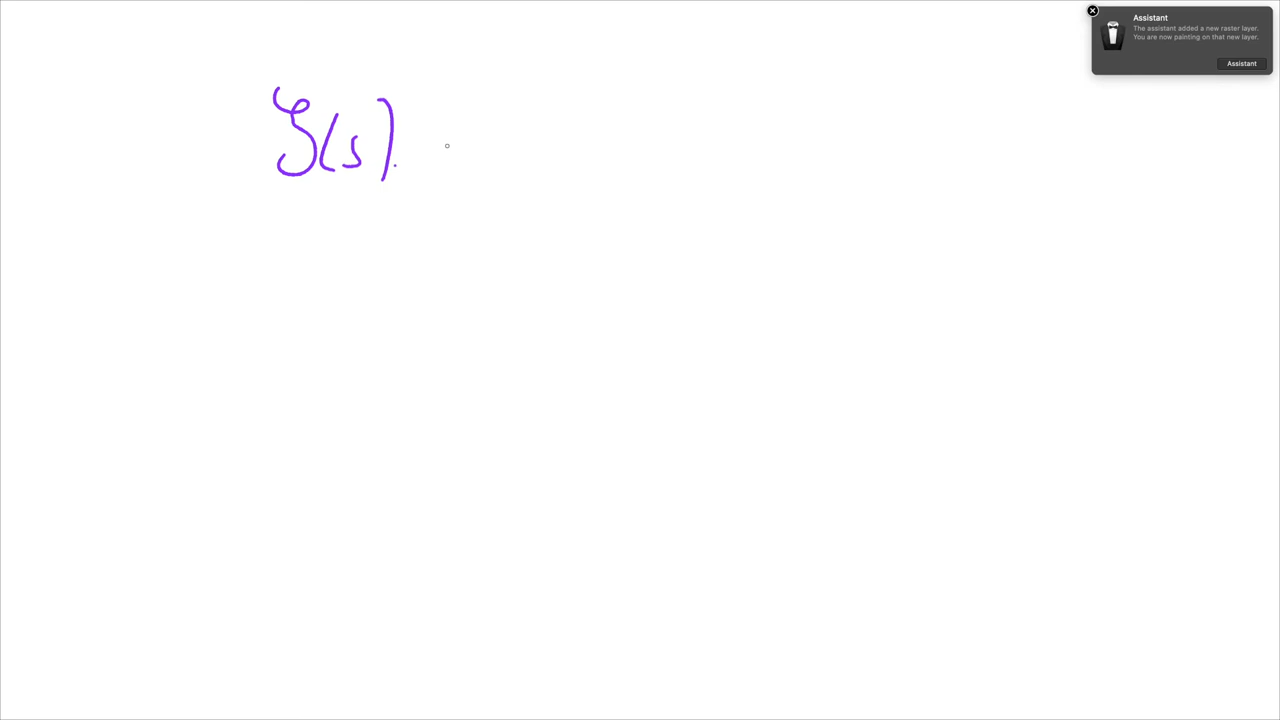 ζ(s).
Assistant
The assistant added a new raster layer.
You are now painting on that new layer.
Assistant